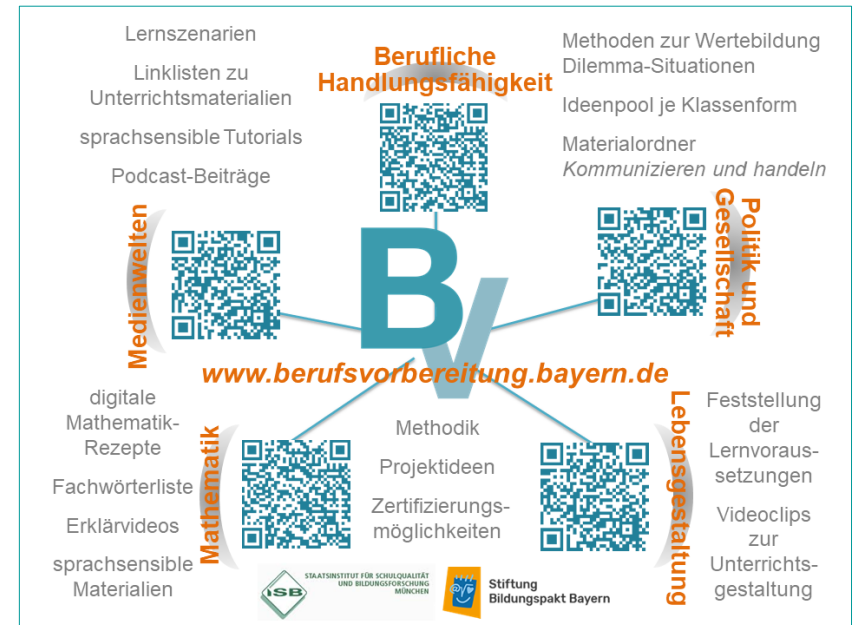 Lernszenarien
Linklisten zu
Unterrichtsmaterialien
sprachsensible Tutorials
Podcast-Beiträge
Berufliche
Handlungsfähigkeit
Methoden zur Wertebildung
Dilemma-Situationen
Ideenpool je Klassenform
Materialordner
Kommunizieren und handeln
Medienwelten
Politik und
Gesellschaft
BV
www.berufsvorbereitung.bayern.de
digitale
Mathematik-
Rezepte
Fachwörterliste
Erklärvideos
sprachsensible
Materialien
Mathematik
Methodik
Projektideen
Zertifizierungs-
möglichkeiten
Lebensgestaltung
Feststellung
der
Lernvoraus-
setzungen
Videoclips
zur
Unterrichts-
gestaltung
ISB
STAATSINSTITUT FÜR SCHULQUALITÄT
UND BILDUNGSFORSCHUNG
MÜNCHEN
Stiftung
Bildungspakt Bayern